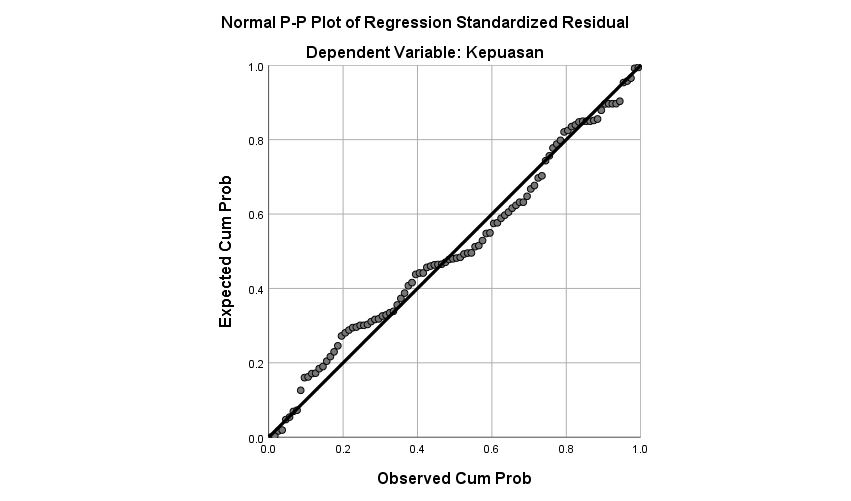 Normal P-P Plot of Regression Standardized Residual
Dependent Variable: Kepuasan
Expected Cum Prob
1.0
0.8
0.6
0.4
0.2
0.0
0.0 0.2 0.4 0.6 0.8 1.0
Observed Cum Prob